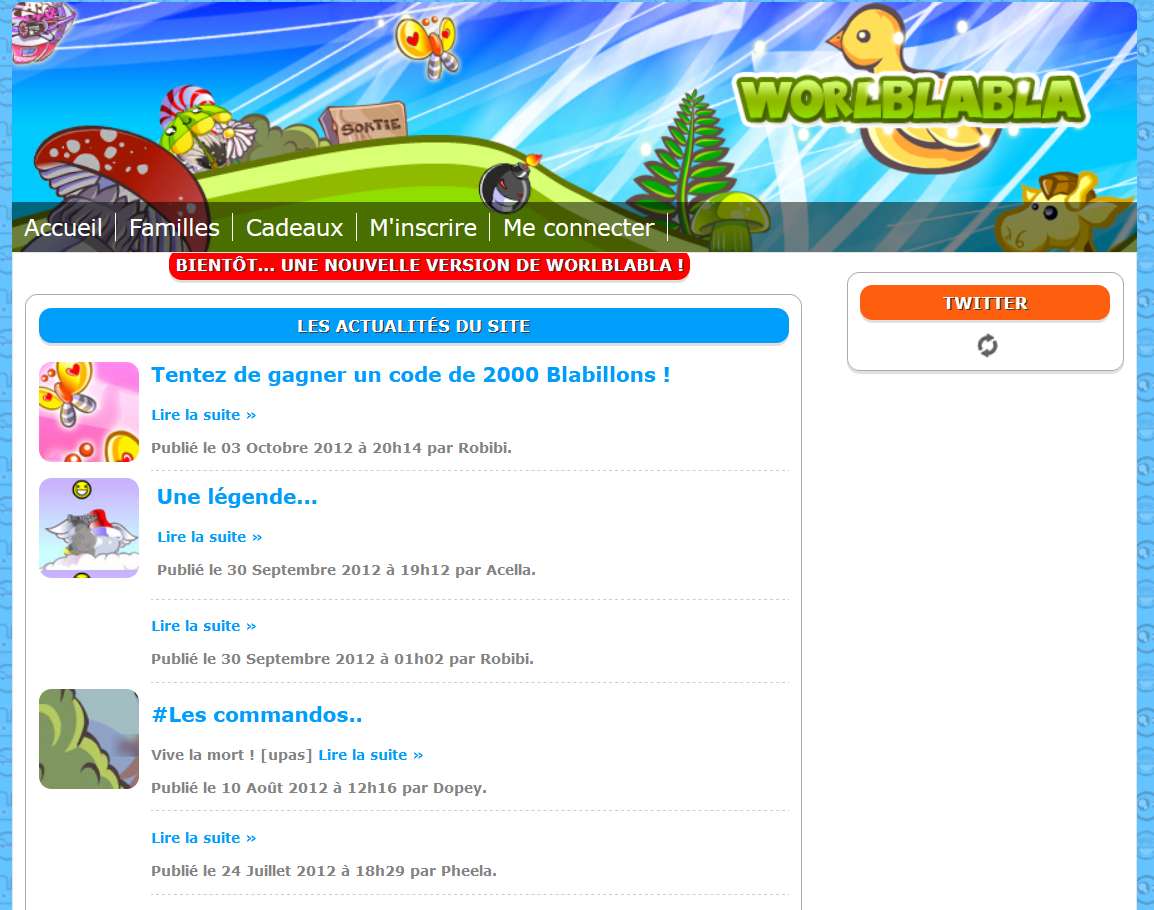 SORTIE
WORLBLABLA
Accueil Familles Cadeaux M'inscrire Me connecter
BIENTÔT... UNE NOUVELLE VERSION DE WORLBLABLA !
LES ACTUALITÉS DU SITE
Tentez de gagner un code de 2000 Blabillons !
Lire la suite »
Publié le 03 Octobre 2012 à 20h14 par Robibi.
Une légende...
Lire la suite »
Publié le 30 Septembre 2012 à 19h12 par Acella.
Lire la suite »
Publié le 30 Septembre 2012 à 01h02 par Robibi.
#Les commandos..
Vive la mort ! [upas] Lire la suite »
Publié le 10 Août 2012 à 12h16 par Dopey.
Lire la suite »
Publié le 24 Juillet 2012 à 18h29 par Pheela.
TWITTER